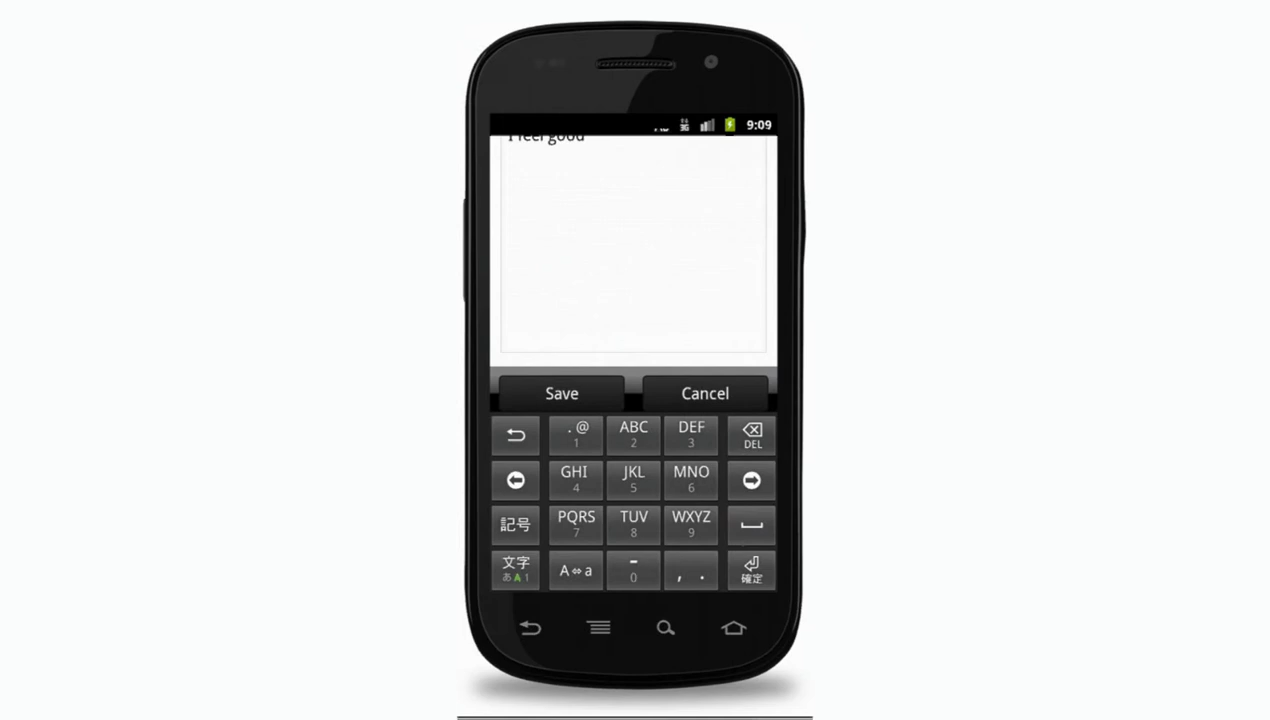 3G 9:09
I feel good
Save Cancel
. @ ABC DEF
1 2 3 DEL
GHI JKL MNO
4 5 6
記号 PQRS TUV WXYZ
7 8 9
文字 A⇔a - , .
あA1 0 確定